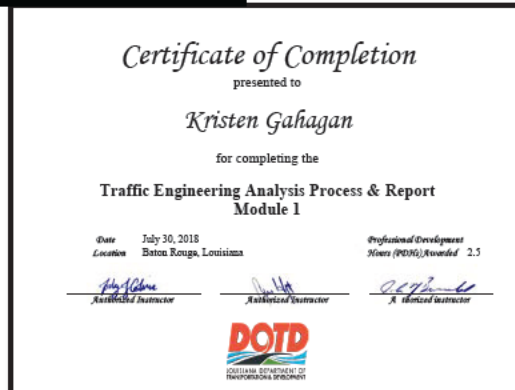 Certificate of Completion
presented to
Kristen Gahagan
for completing the
Traffic Engineering Analysis Process & Report
Module 1
Date July 30, 2018
Location Baton Rouge, Louisiana
Professional Development
Hours (PDHs) Awarded 2.5
Authorized Instructor Authorized Instructor A thorized instructor
DOTD
LOUISIANA DEPARTMENT OF
TRANSPORTATION & DEVELOPMENT